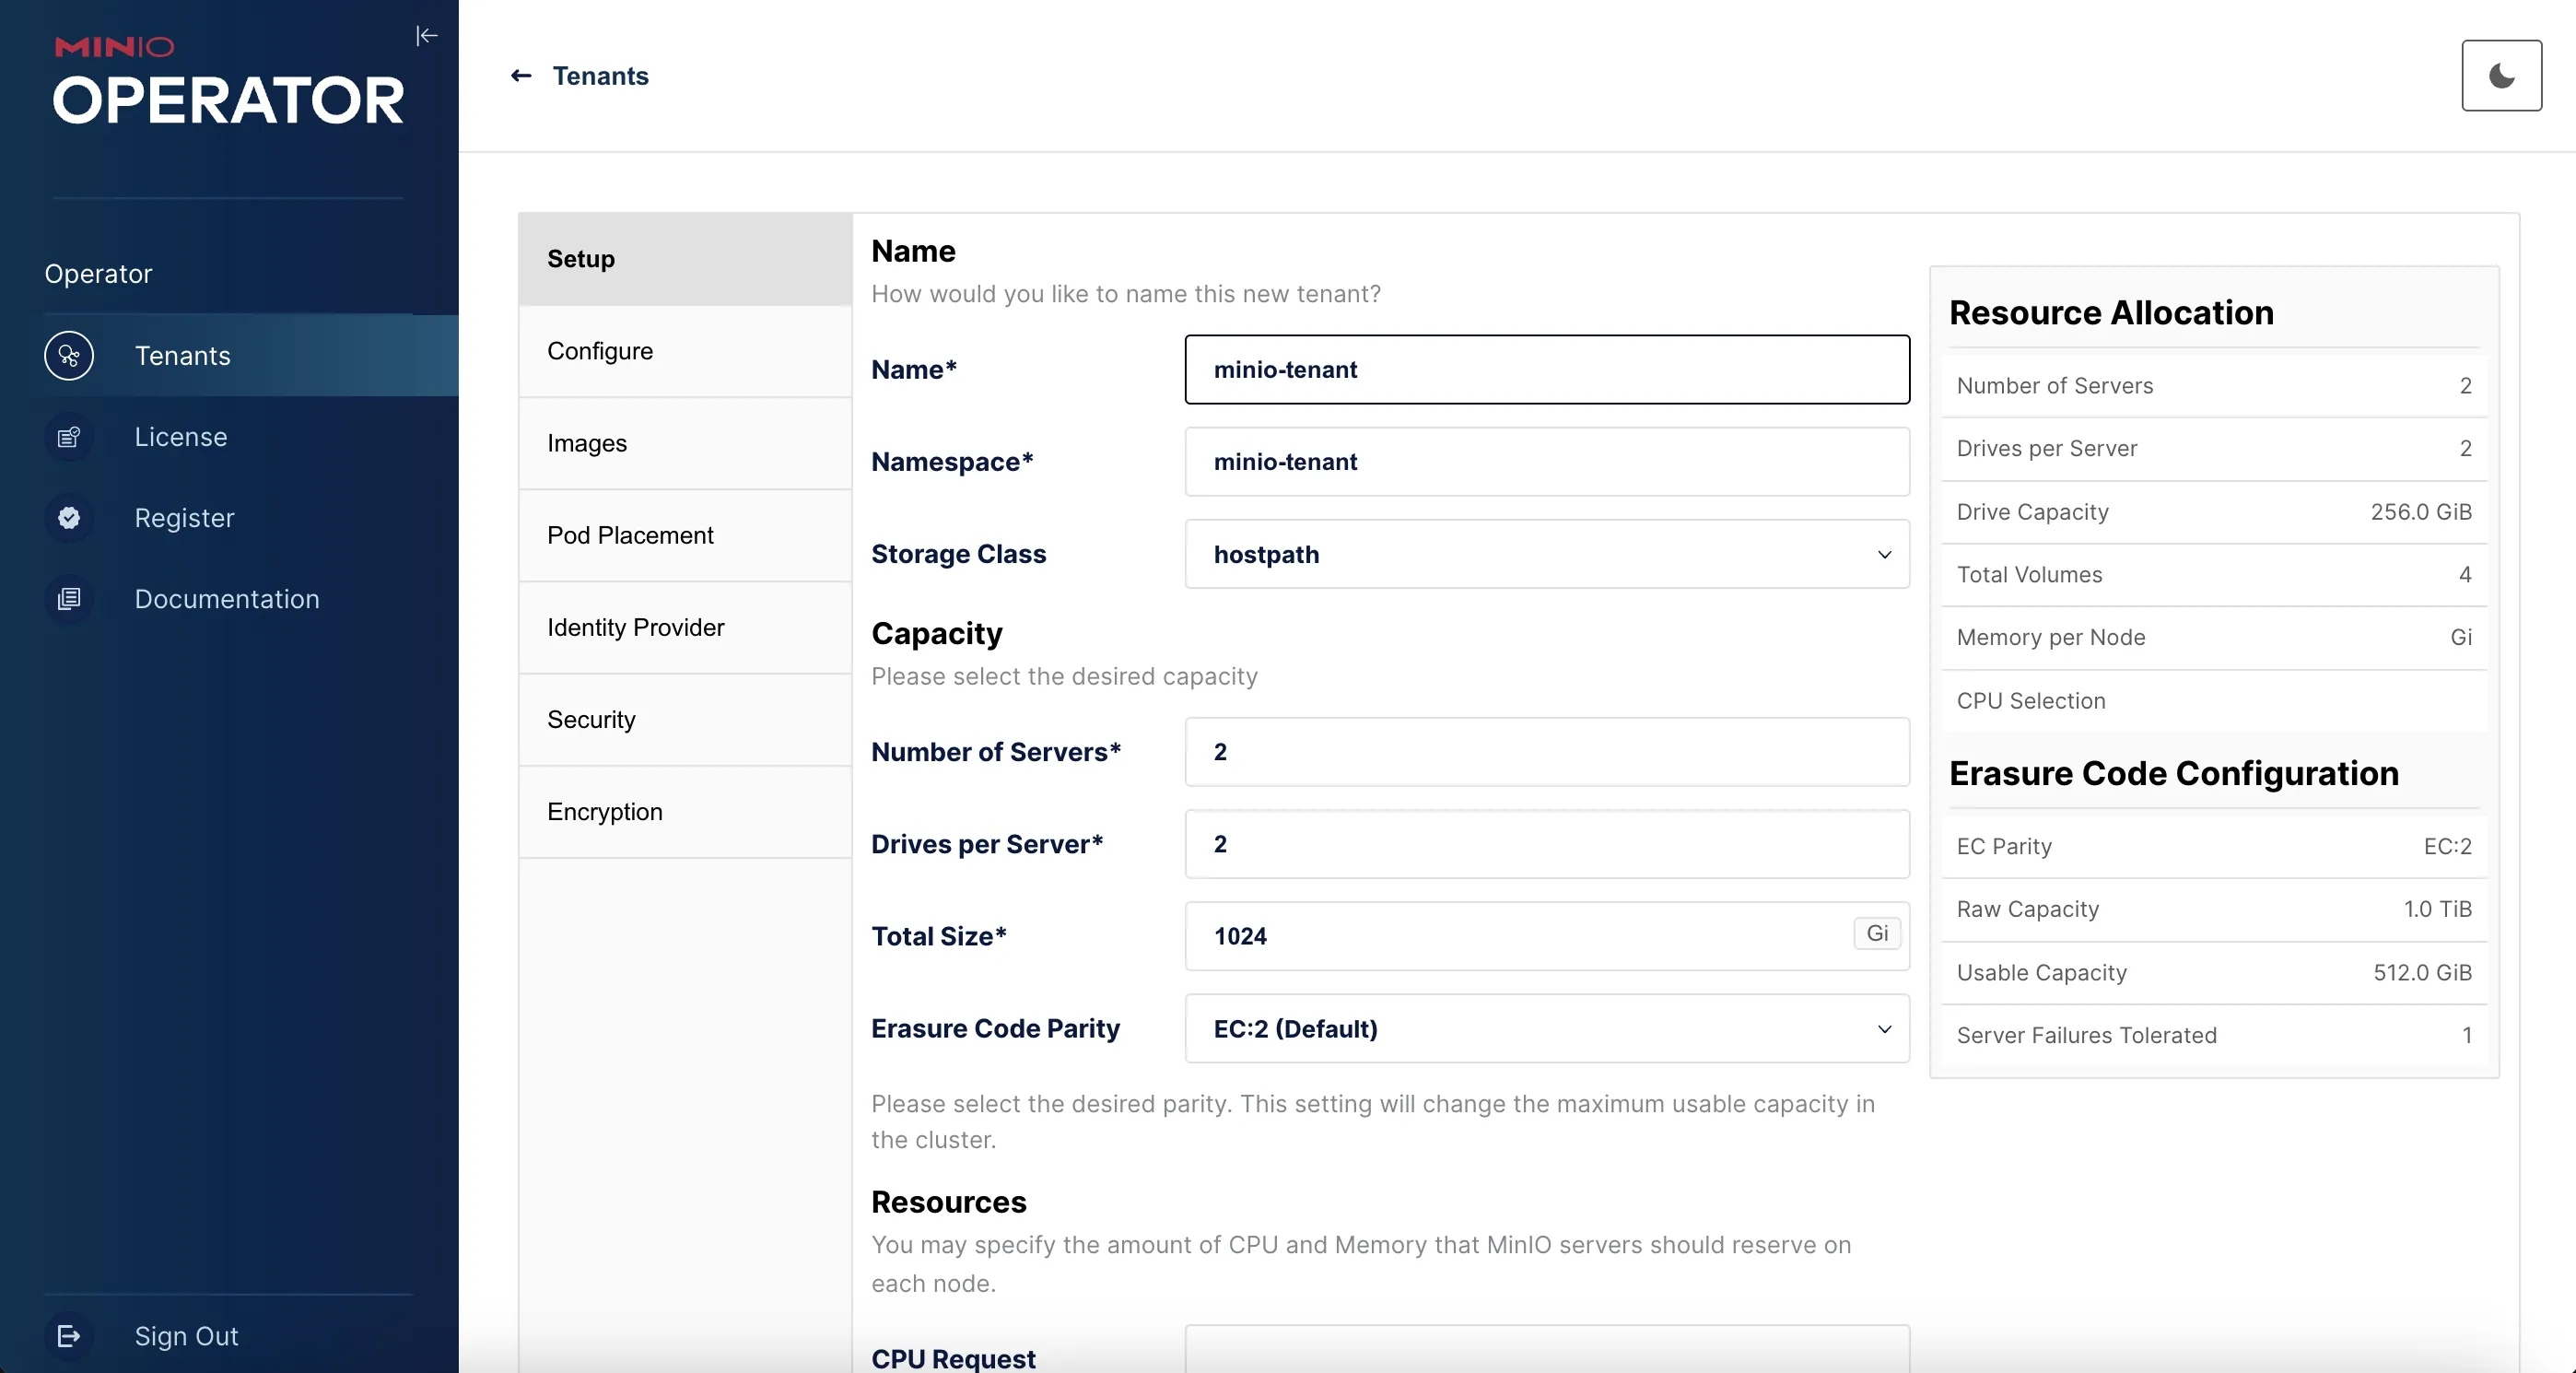 MINIO
OPERATOR
Operator
Tenants
License
Register
Documentation
Sign Out
Tenants
Setup
Configure
Images
Pod Placement
Identity Provider
Security
Encryption
Name
How would you like to name this new tenant?
Name*
minio-tenant
Namespace*
minio-tenant
Storage Class
hostpath
Capacity
Please select the desired capacity
Number of Servers*
2
Drives per Server*
2
Total Size*
1024
Gi
Erasure Code Parity
EC:2 (Default)
Please select the desired parity. This setting will change the maximum usable capacity in
the cluster.
Resources
You may specify the amount of CPU and Memory that MinIO servers should reserve on
each node.
CPU Request
Resource Allocation
Number of Servers 2
Drives per Server 2
Drive Capacity 256.0 GiB
Total Volumes 4
Memory per Node Gi
CPU Selection
Erasure Code Configuration
EC Parity EC:2
Raw Capacity 1.0 TiB
Usable Capacity 512.0 GiB
Server Failures Tolerated 1